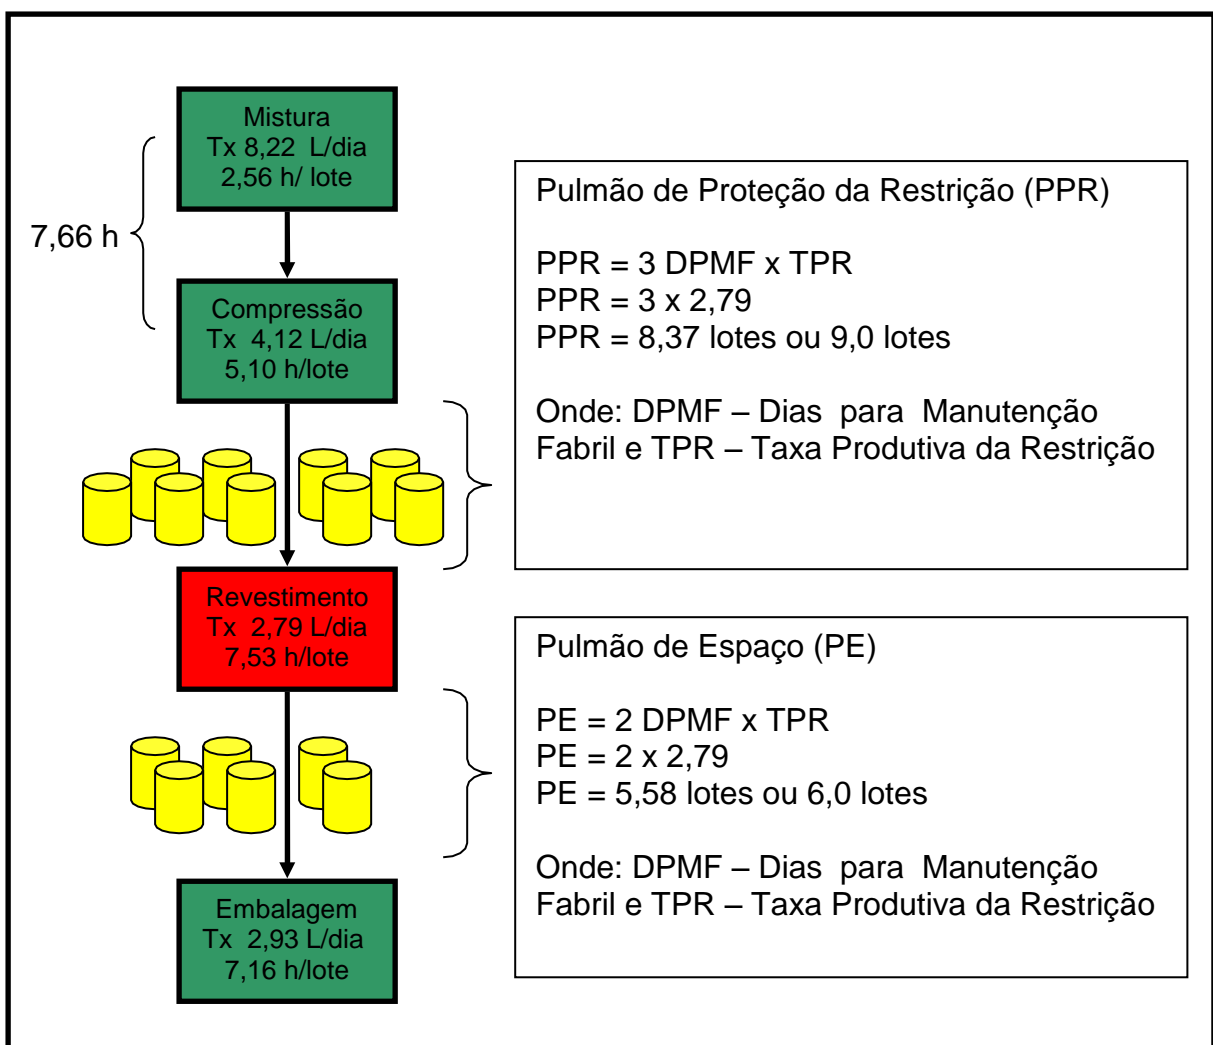 Mistura
Tx 8,22 L/dia
2,56 h/ lote
7,66 h
Compressão
Tx 4,12 L/dia
5,10 h/lote
Pulmão de Proteção da Restrição (PPR)
PPR = 3 DPMF x TPR
PPR = 3 x 2,79
PPR = 8,37 lotes ou 9,0 lotes
Onde: DPMF – Dias para Manutenção
Fabril e TPR – Taxa Produtiva da Restrição
Revestimento
Tx 2,79 L/dia
7,53 h/lote
Pulmão de Espaço (PE)
PE = 2 DPMF x TPR
PE = 2 x 2,79
PE = 5,58 lotes ou 6,0 lotes
Onde: DPMF – Dias para Manutenção
Fabril e TPR – Taxa Produtiva da Restrição
Embalagem
Tx 2,93 L/dia
7,16 h/lote